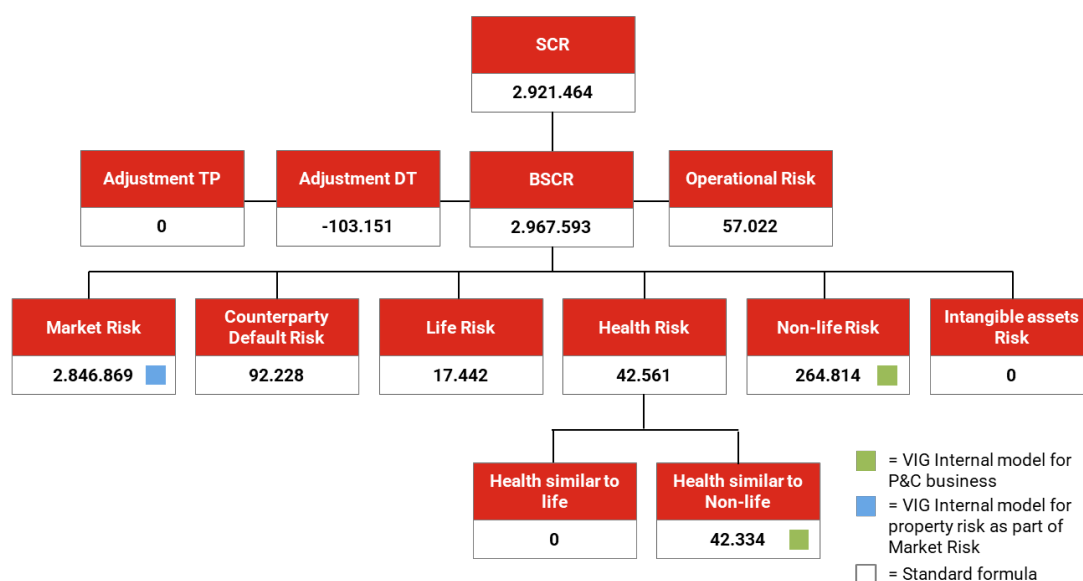 SCR
2.921.464
Adjustment TP
0
Adjustment DT
-103.151
BSCR
2.967.593
Operational Risk
57.022
Market Risk
2.846.869
Counterparty
Default Risk
92.228
Life Risk
17.442
Health Risk
42.561
Non-life Risk
264.814
Intangible assets
Risk
0
Health similar to
life
0
Health similar to
Non-life
42.334
= VIG Internal model for
P&C business
= VIG Internal model for
property risk as part of
Market Risk
= Standard formula